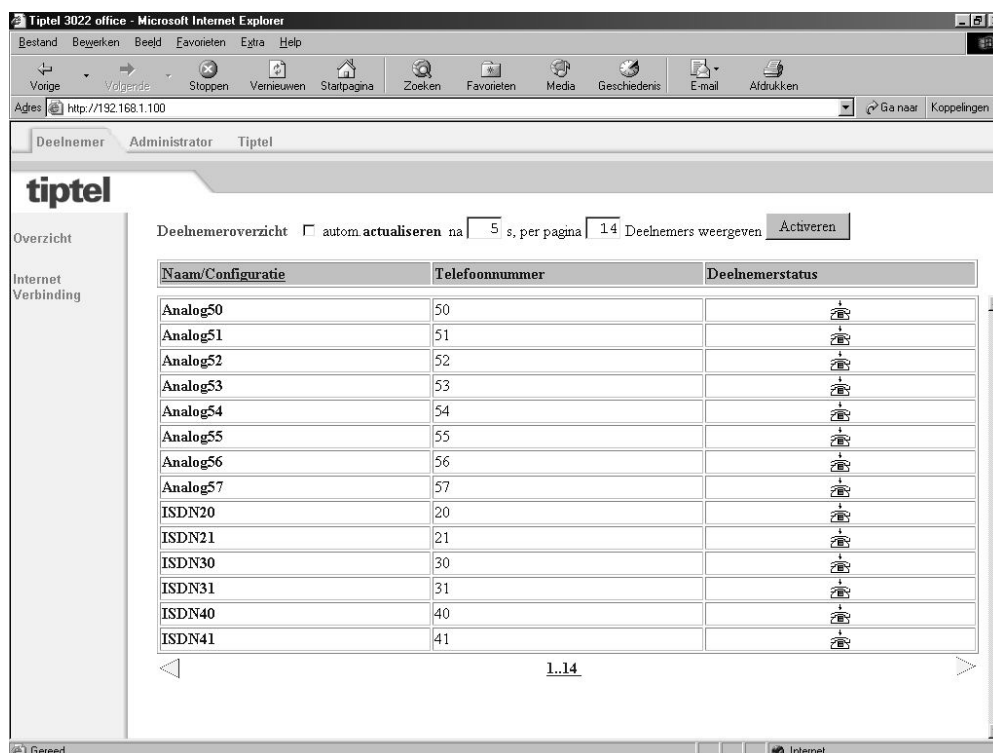 Tiptel 3022 office - Microsoft Internet Explorer
Bestand Bewerken Beeld Favorieten Extra Help
Vorige Volgende Stoppen Vernieuwen Startpagina Zoeken Favorieten Media Geschiedenis E-mail Afdrukken
Adres http://192.168.1.100 Ga naar Koppelingen
Deelnemer Administrator Tiptel
tiptel
Overzicht
Internet
Verbinding
Deelnemeroverzicht autom.actualiseren na 5 s, per pagina 14 Deelnemers weergeven Activeren
Naam/Configuratie Telefoonnummer Deelnemerstatus
Analog50 50
Analog51 51
Analog52 52
Analog53 53
Analog54 54
Analog55 55
Analog56 56
Analog57 57
ISDN20 20
ISDN21 21
ISDN30 30
ISDN31 31
ISDN40 40
ISDN41 41
1..14
Gereed Internet